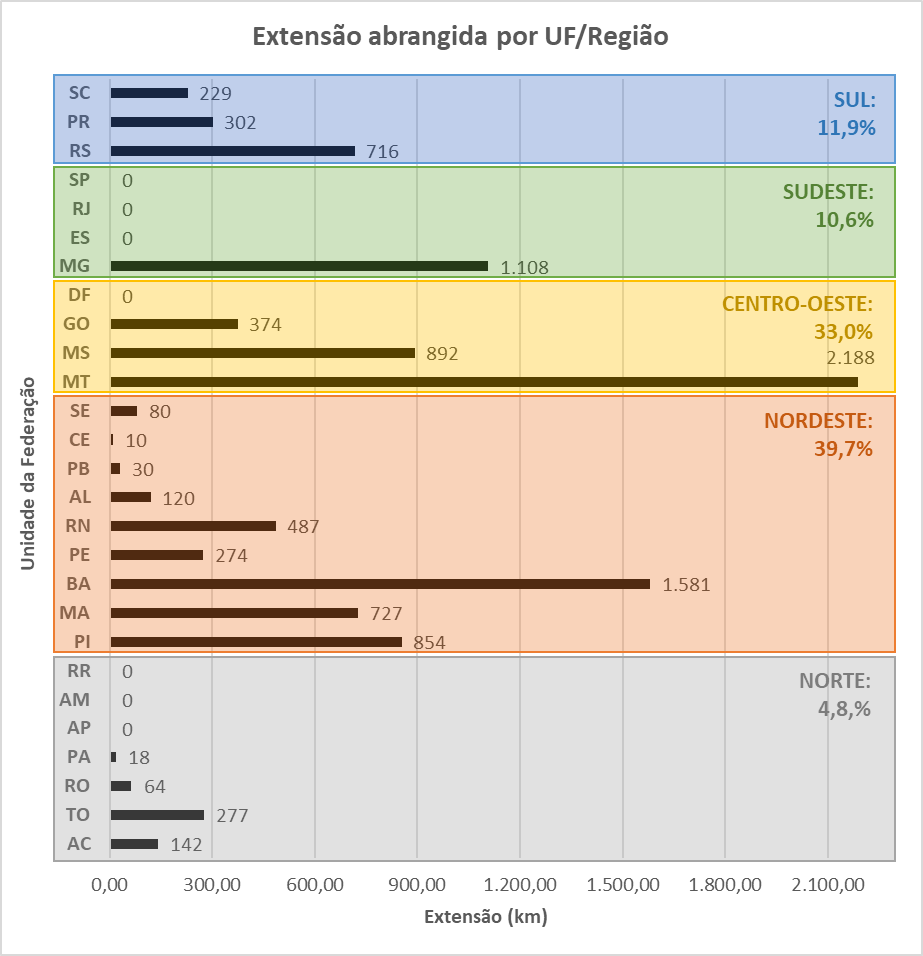 Extensão abrangida por UF/Região
SC 229
PR 302
RS 716
SUL:
11,9%
SP 0
RJ 0
ES 0
MG 1.108
SUDESTE:
10,6%
DF 0
GO 374
MS 892
MT 2.188
CENTRO-OESTE:
33,0%
SE 80
CE 10
PB 30
AL 120
RN 487
PE 274
BA 1.581
MA 727
PI 854
NORDESTE:
39,7%
RR 0
AM 0
AP 0
PA 18
RO 64
TO 277
AC 142
NORTE:
4,8,%
Unidade da Federação
0,00 300,00 600,00 900,00 1.200,00 1.500,00 1.800,00 2.100,00
Extensão (km)